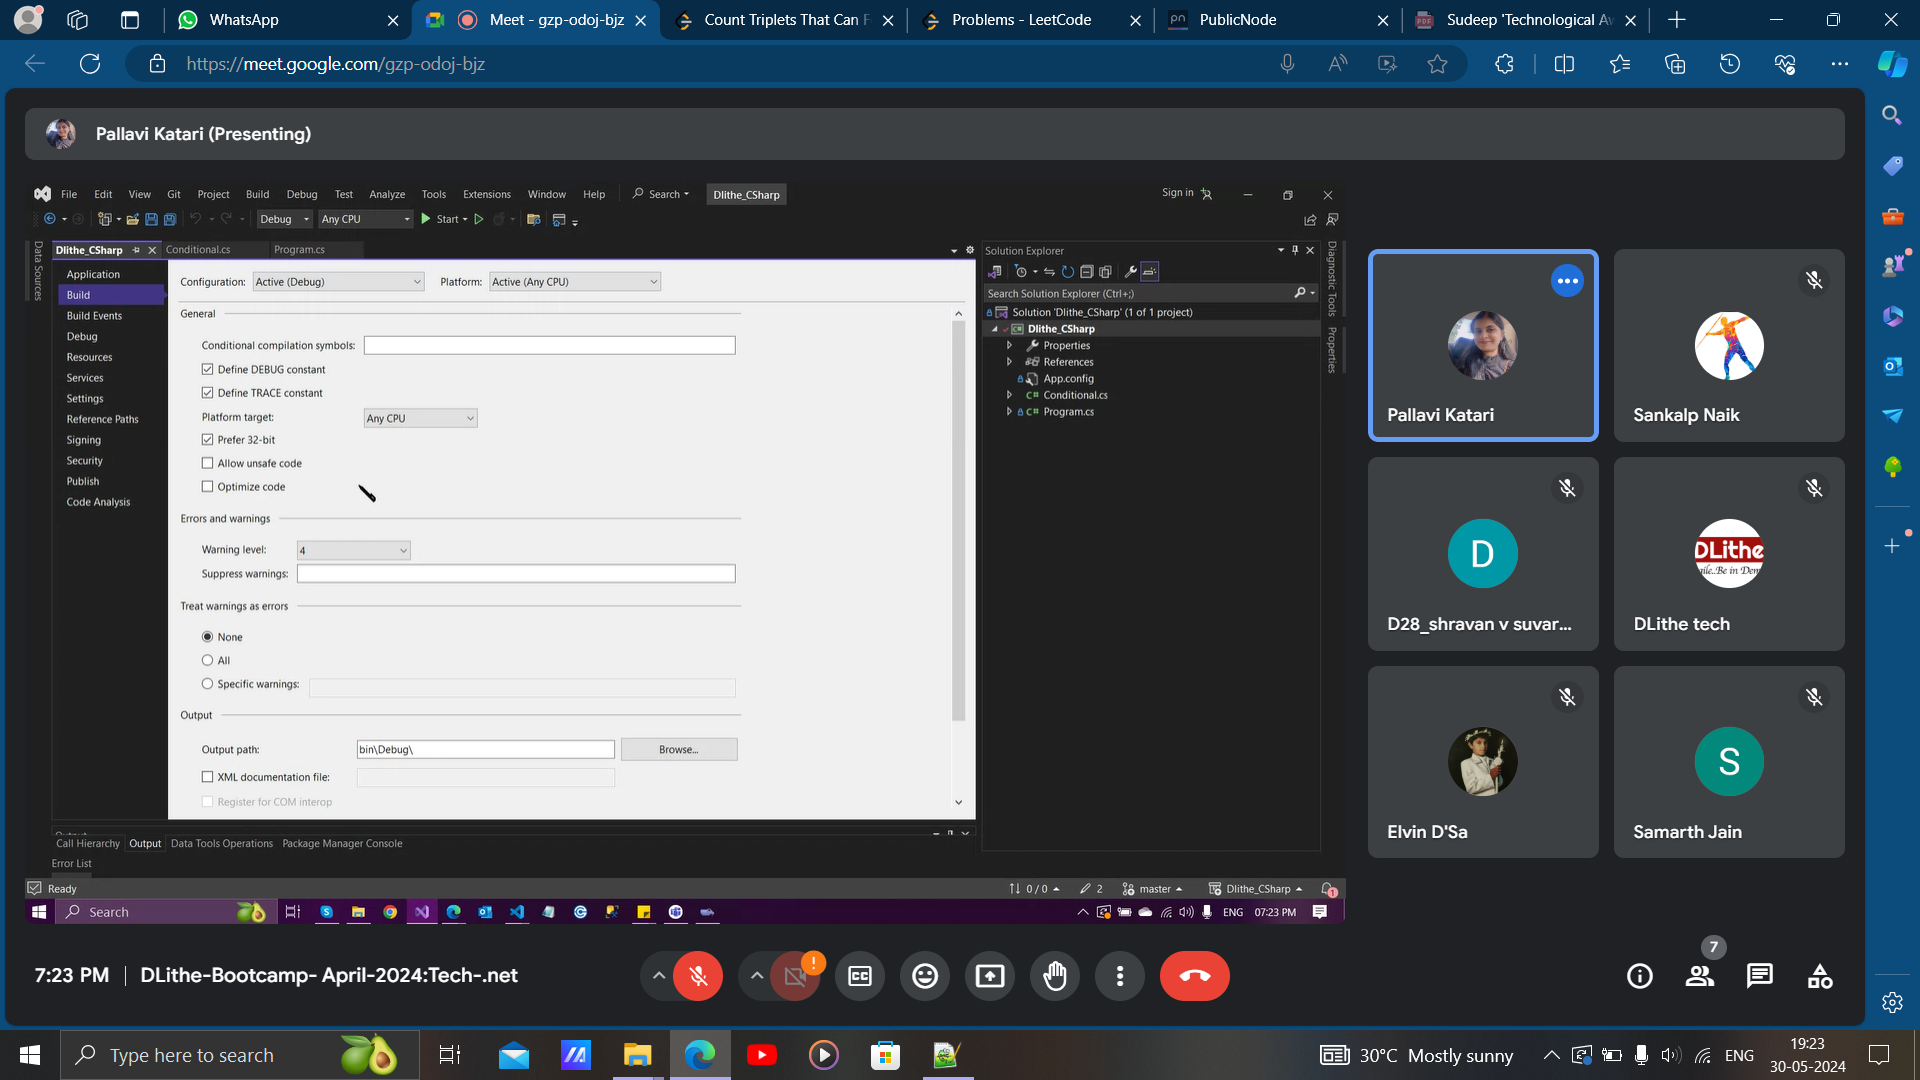 WhatsApp
Meet - gzp-odoj-bjz
Count Triplets That Can F
Problems - LeetCode
PublicNode
Sudeep 'Technological Aw
https://meet.google.com/gzp-odoj-bjz
Pallavi Katari (Presenting)
File Edit View Git Project Build Debug Test Analyze Tools Extensions Window Help Search Dlithe_CSharp Sign in
Debug Any CPU Start
Data Sources
Dlithe_CSharp Conditional.cs Program.cs
Application
Build
Build Events
Debug
Resources
Services
Settings
Reference Paths
Signing
Security
Publish
Code Analysis
Configuration: Active (Debug) Platform: Active (Any CPU)
General
Conditional compilation symbols:
Define DEBUG constant
Define TRACE constant
Platform target: Any CPU
Prefer 32-bit
Allow unsafe code
Optimize code
Errors and warnings
Warning level: 4
Suppress warnings:
Treat warnings as errors
None
All
Specific warnings:
Output
Output path: bin\Debug\ Browse...
XML documentation file:
Register for COM interop
Solution Explorer
Search Solution Explorer (Ctrl+;)
Solution 'Dlithe_CSharp' (1 of 1 project)
Dlithe_CSharp
Properties
References
App.config
C# Conditional.cs
C# Program.cs
Diagnostic Tools
Properties
Output
Call Hierarchy Output Data Tools Operations Package Manager Console
Error List
Ready
0 / 0 2 master Dlithe_CSharp 1
Search
ENG 07:23 PM
Pallavi Katari
Sankalp Naik
D
D28_shravan v suvar...
DLithe
DLithe tech
Elvin D'Sa
S
Samarth Jain
7:23 PM | DLithe-Bootcamp- April-2024:Tech-.net
CC
7
Type here to search
30°C Mostly sunny
ENG
19:23
30-05-2024